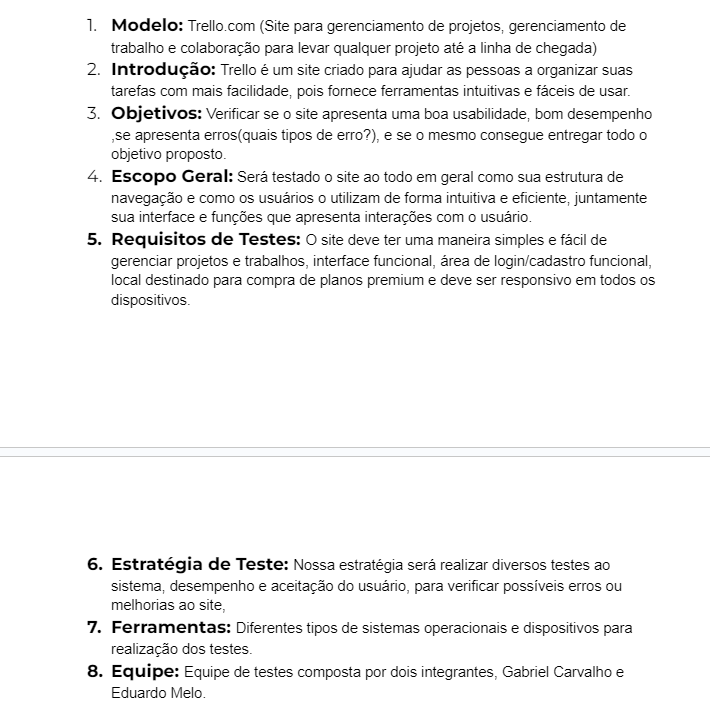 1. Modelo: Trello.com (Site para gerenciamento de projetos, gerenciamento de
trabalho e colaboração para levar qualquer projeto até a linha de chegada)
2. Introdução: Trello é um site criado para ajudar as pessoas a organizar suas
tarefas com mais facilidade, pois fornece ferramentas intuitivas e fáceis de usar.
3. Objetivos: Verificar se o site apresenta uma boa usabilidade, bom desempenho
,se apresenta erros(quais tipos de erro?), e se o mesmo consegue entregar todo o
objetivo proposto.
4. Escopo Geral: Será testado o site ao todo em geral como sua estrutura de
navegação e como os usuários o utilizam de forma intuitiva e eficiente, juntamente
sua interface e funções que apresenta interações com o usuário.
5. Requisitos de Testes: O site deve ter uma maneira simples e fácil de
gerenciar projetos e trabalhos, interface funcional, área de login/cadastro funcional,
local destinado para compra de planos premium e deve ser responsivo em todos os
dispositivos.
6. Estratégia de Teste: Nossa estratégia será realizar diversos testes ao
sistema, desempenho e aceitação do usuário, para verificar possíveis erros ou
melhorias ao site,
7. Ferramentas: Diferentes tipos de sistemas operacionais e dispositivos para
realização dos testes.
8. Equipe: Equipe de testes composta por dois integrantes, Gabriel Carvalho e
Eduardo Melo.